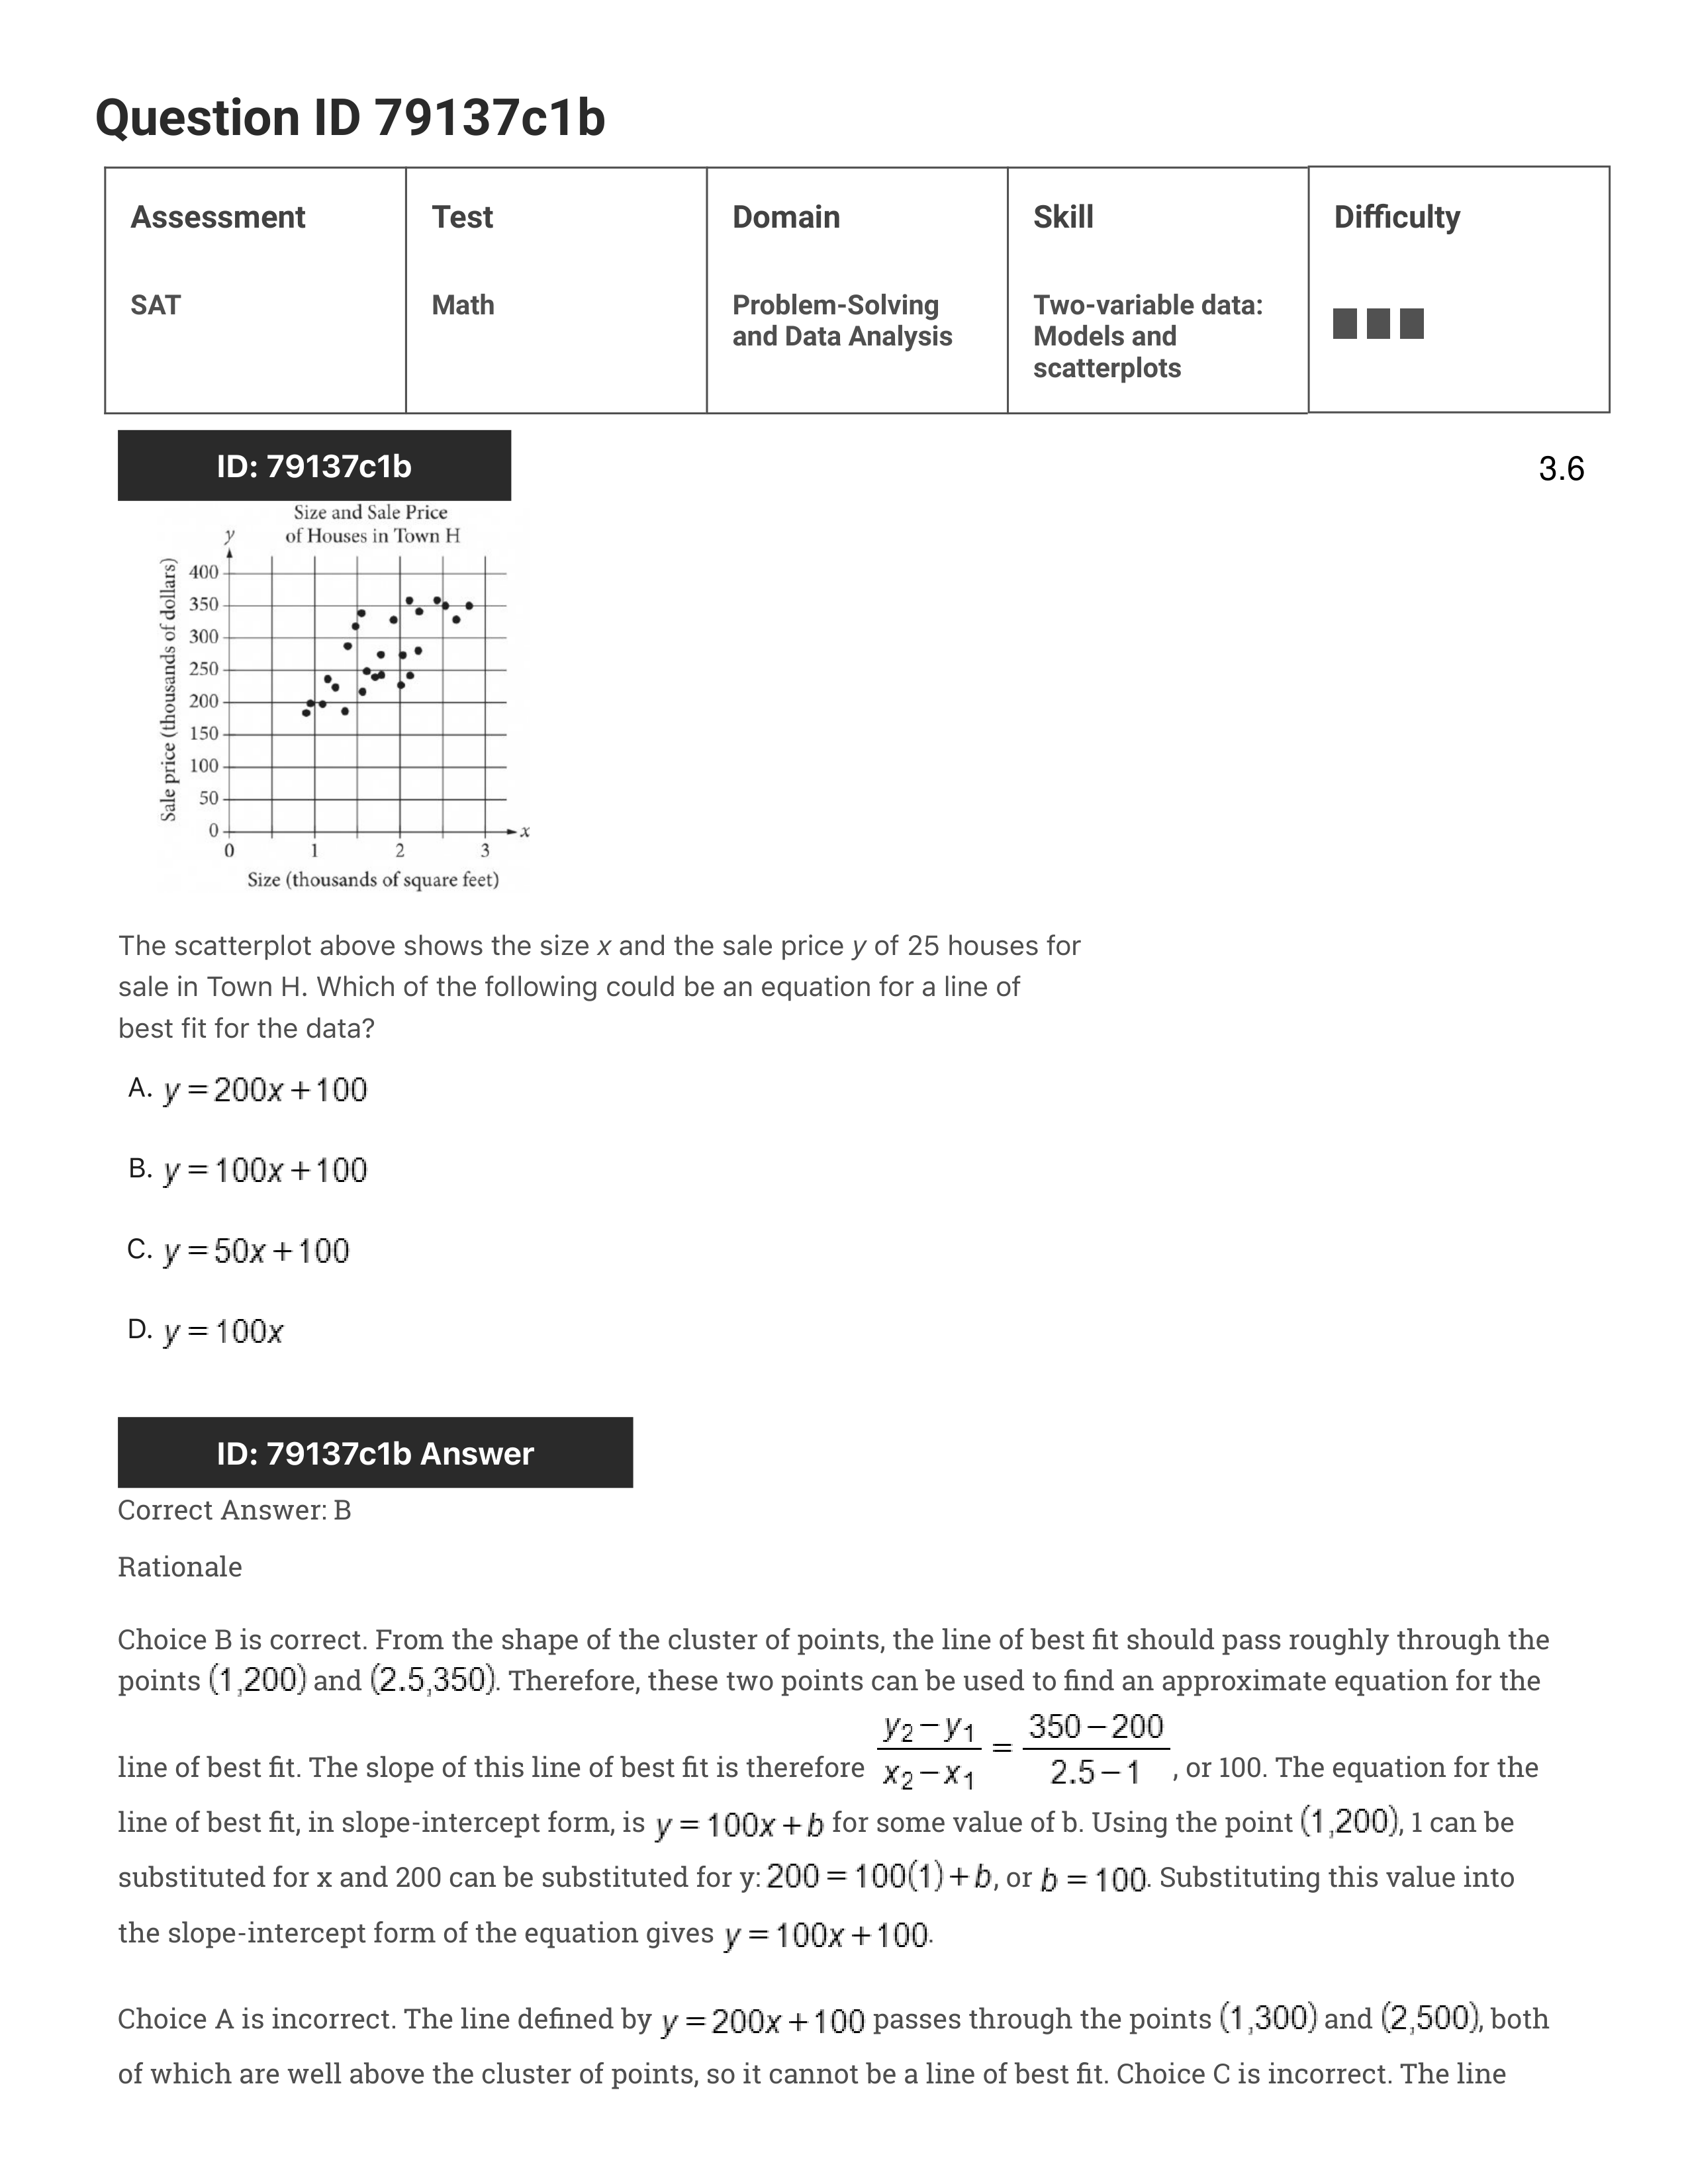 Question ID 79137c1b
Assessment
Test
Domain
Skill
Difficulty
SAT
Math
Problem-Solving
and Data Analysis
Two-variable data:
Models and
scatterplots
ID: 79137c1b
3.6
Size and Sale Price
of Houses in Town H
y
Sale price (thousands of dollars)
400
350
300
250
200
150
100
50
0
x
0 1 2 3
Size (thousands of square feet)
The scatterplot above shows the size x and the sale price y of 25 houses for
sale in Town H. Which of the following could be an equation for a line of
best fit for the data?
A. y = 200x + 100
B. y = 100x + 100
C. y = 50x + 100
D. y = 100x
ID: 79137c1b Answer
Correct Answer: B
Rationale
Choice B is correct. From the shape of the cluster of points, the line of best fit should pass roughly through the
points (1,200) and (2.5,350). Therefore, these two points can be used to find an approximate equation for the
line of best fit. The slope of this line of best fit is therefore (y₂ − y₁)/(x₂ − x₁) = (350 − 200)/(2.5 − 1), or 100. The equation for the
line of best fit, in slope-intercept form, is y = 100x + b for some value of b. Using the point (1,200), 1 can be
substituted for x and 200 can be substituted for y: 200 = 100(1) + b, or b = 100. Substituting this value into
the slope-intercept form of the equation gives y = 100x + 100.
Choice A is incorrect. The line defined by y = 200x + 100 passes through the points (1,300) and (2,500), both
of which are well above the cluster of points, so it cannot be a line of best fit. Choice C is incorrect. The line